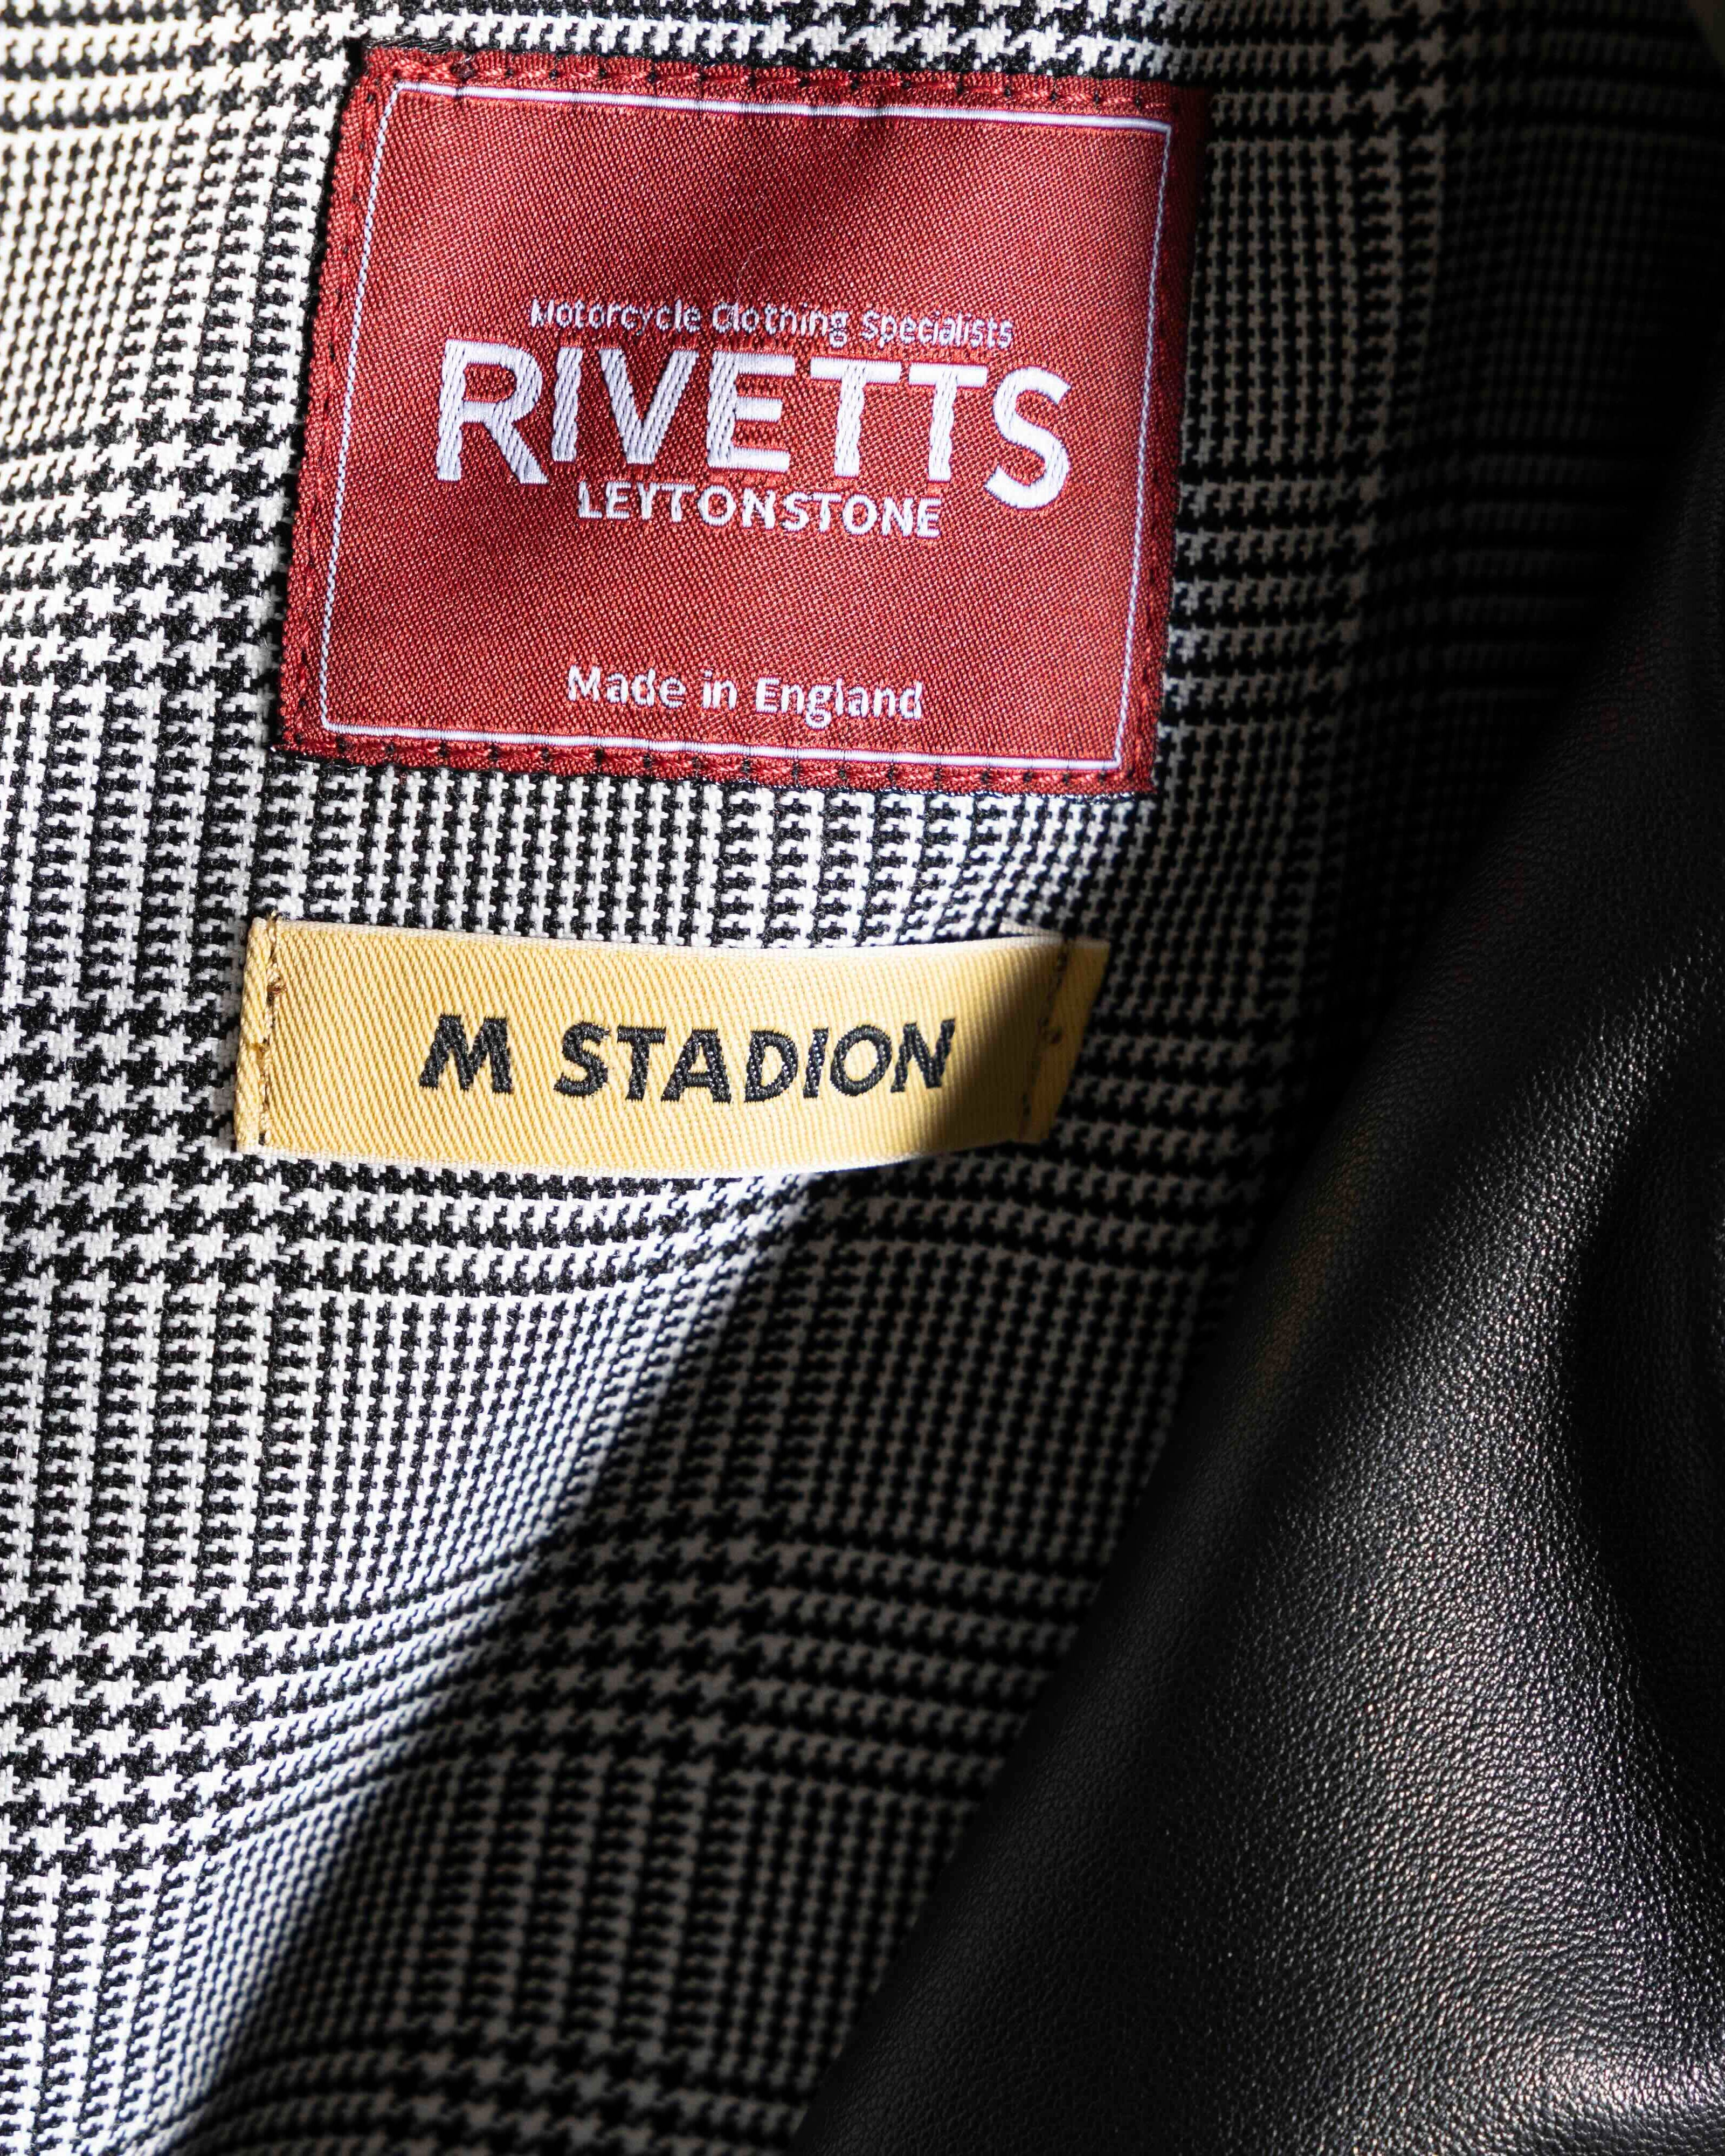 Motorcycle Clothing Specialists
RIVETTS
LEYTONSTONE
Made in England
M STADION